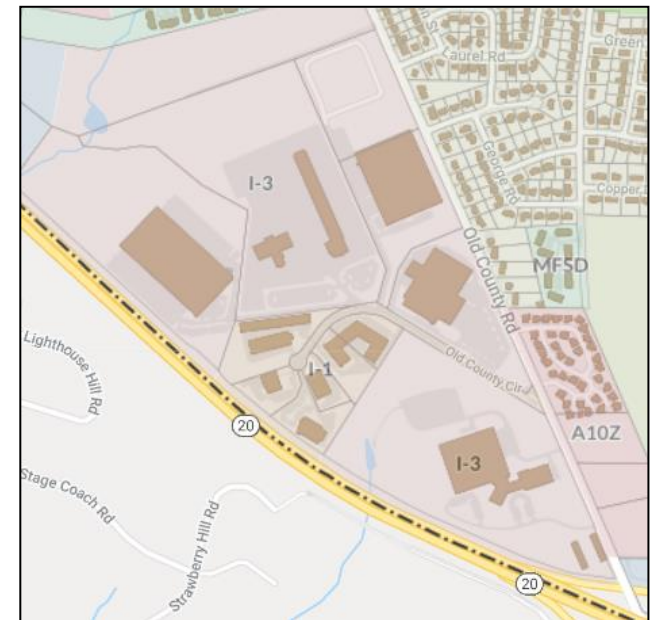 Laurel Rd
Green
George Rd
Copper
I-3
Old County Rd
MFSD
Lighthouse Hill Rd
I-1
Old County Cir
20
A10Z
I-3
Stage Coach Rd
Strawberry Hill Rd
20